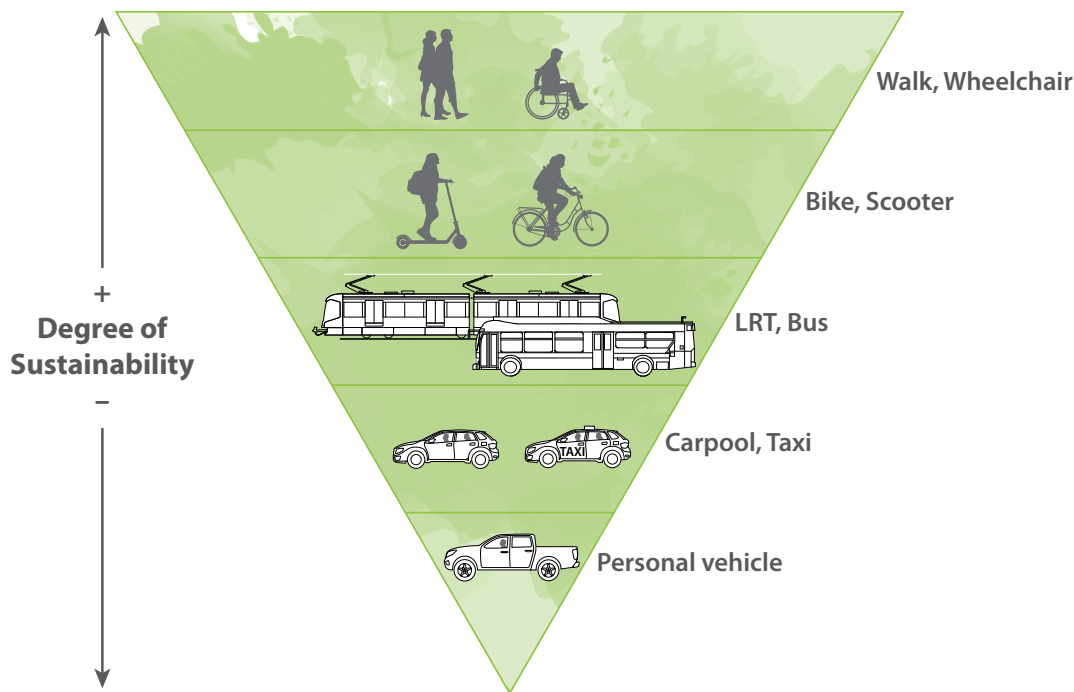 Walk, Wheelchair
Bike, Scooter
+
Degree of
Sustainability
–
LRT, Bus
TAXI
Carpool, Taxi
Personal vehicle